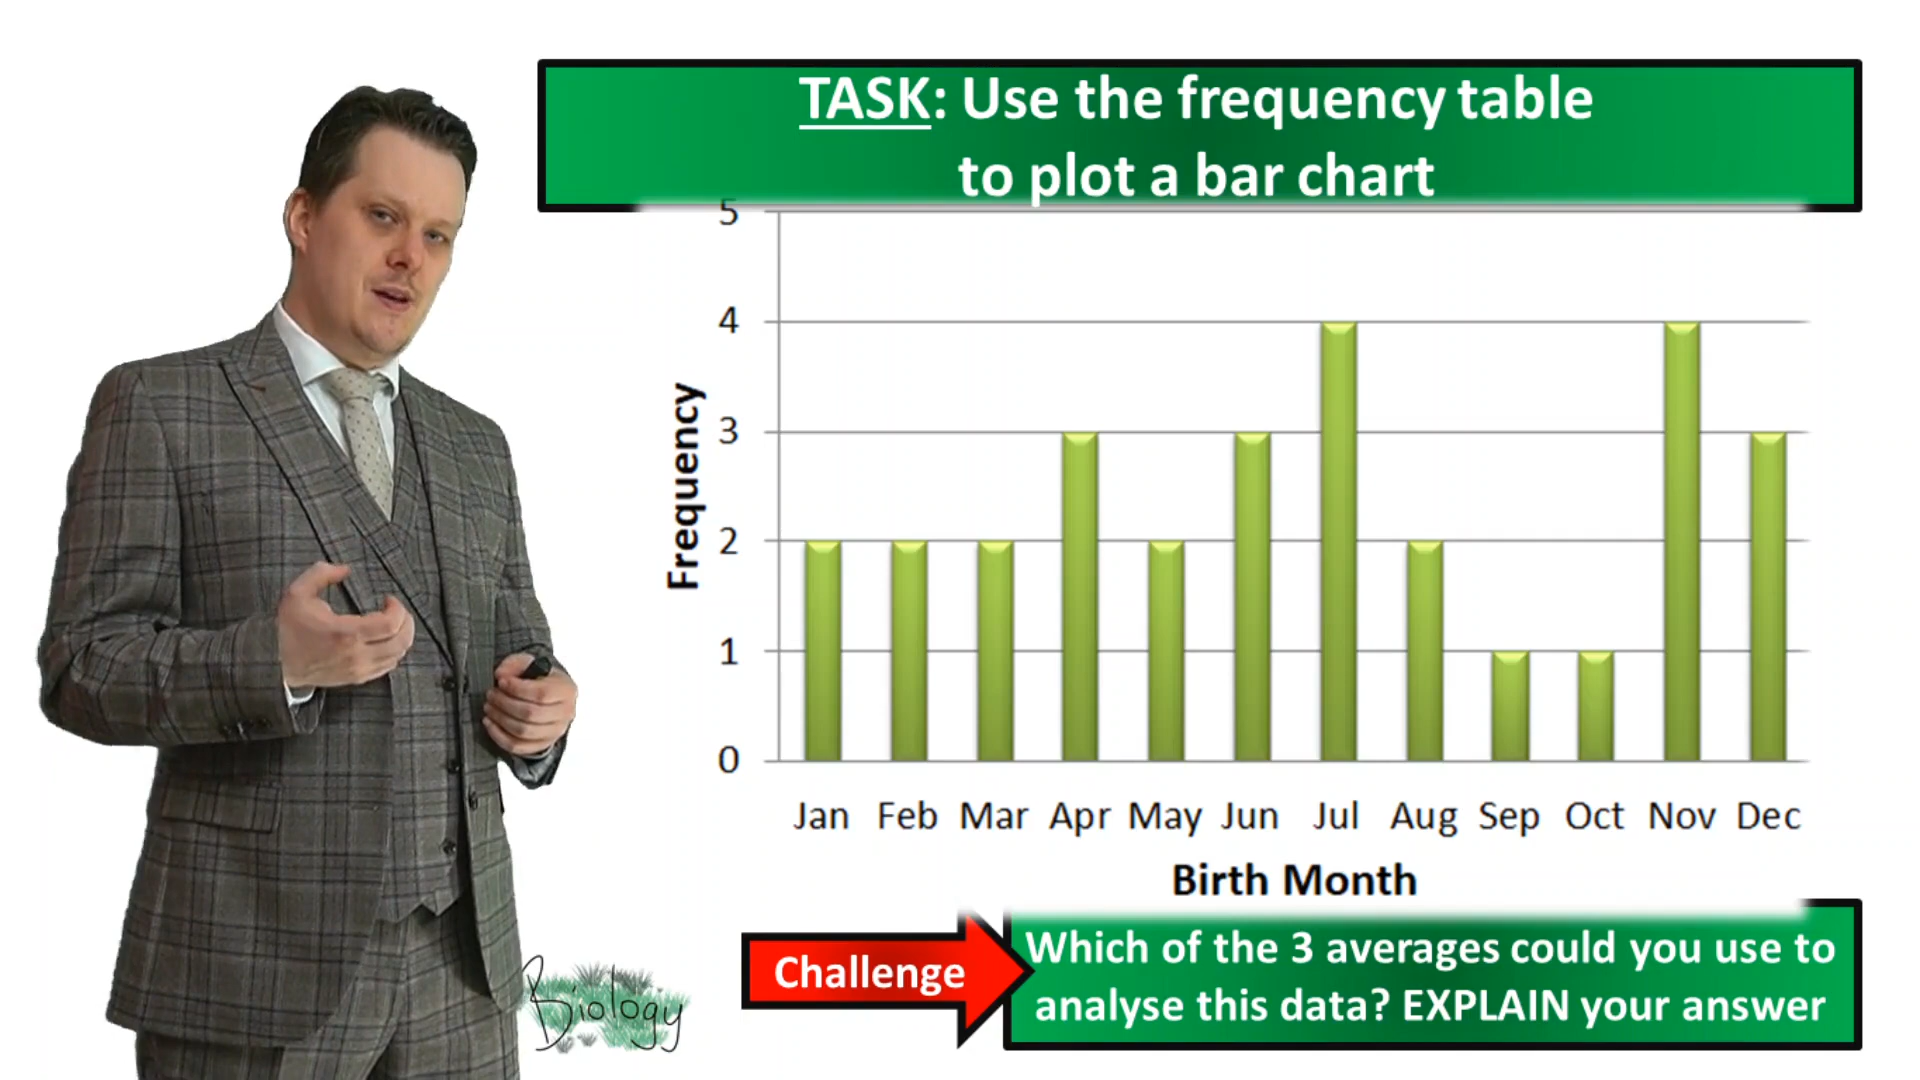 TASK: Use the frequency table
to plot a bar chart
5
4
3
2
1
0
Frequency
Jan Feb Mar Apr May Jun Jul Aug Sep Oct Nov Dec
Birth Month
Challenge
Which of the 3 averages could you use to
analyse this data? EXPLAIN your answer
Biology